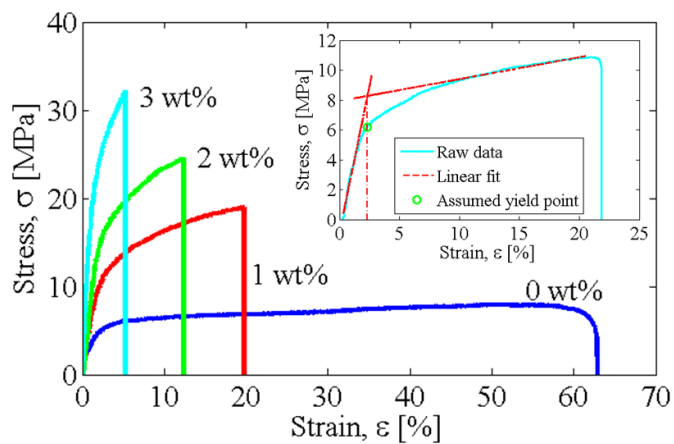 40
30
20
10
0
Stress, σ [MPa]
3 wt%
2 wt%
1 wt%
0 wt%
0 10 20 30 40 50 60 70
Strain, ε [%]
12
10
8
6
4
2
0
Stress, σ [MPa]
Raw data
Linear fit
Assumed yield point
0 5 10 15 20 25
Strain, ε [%]